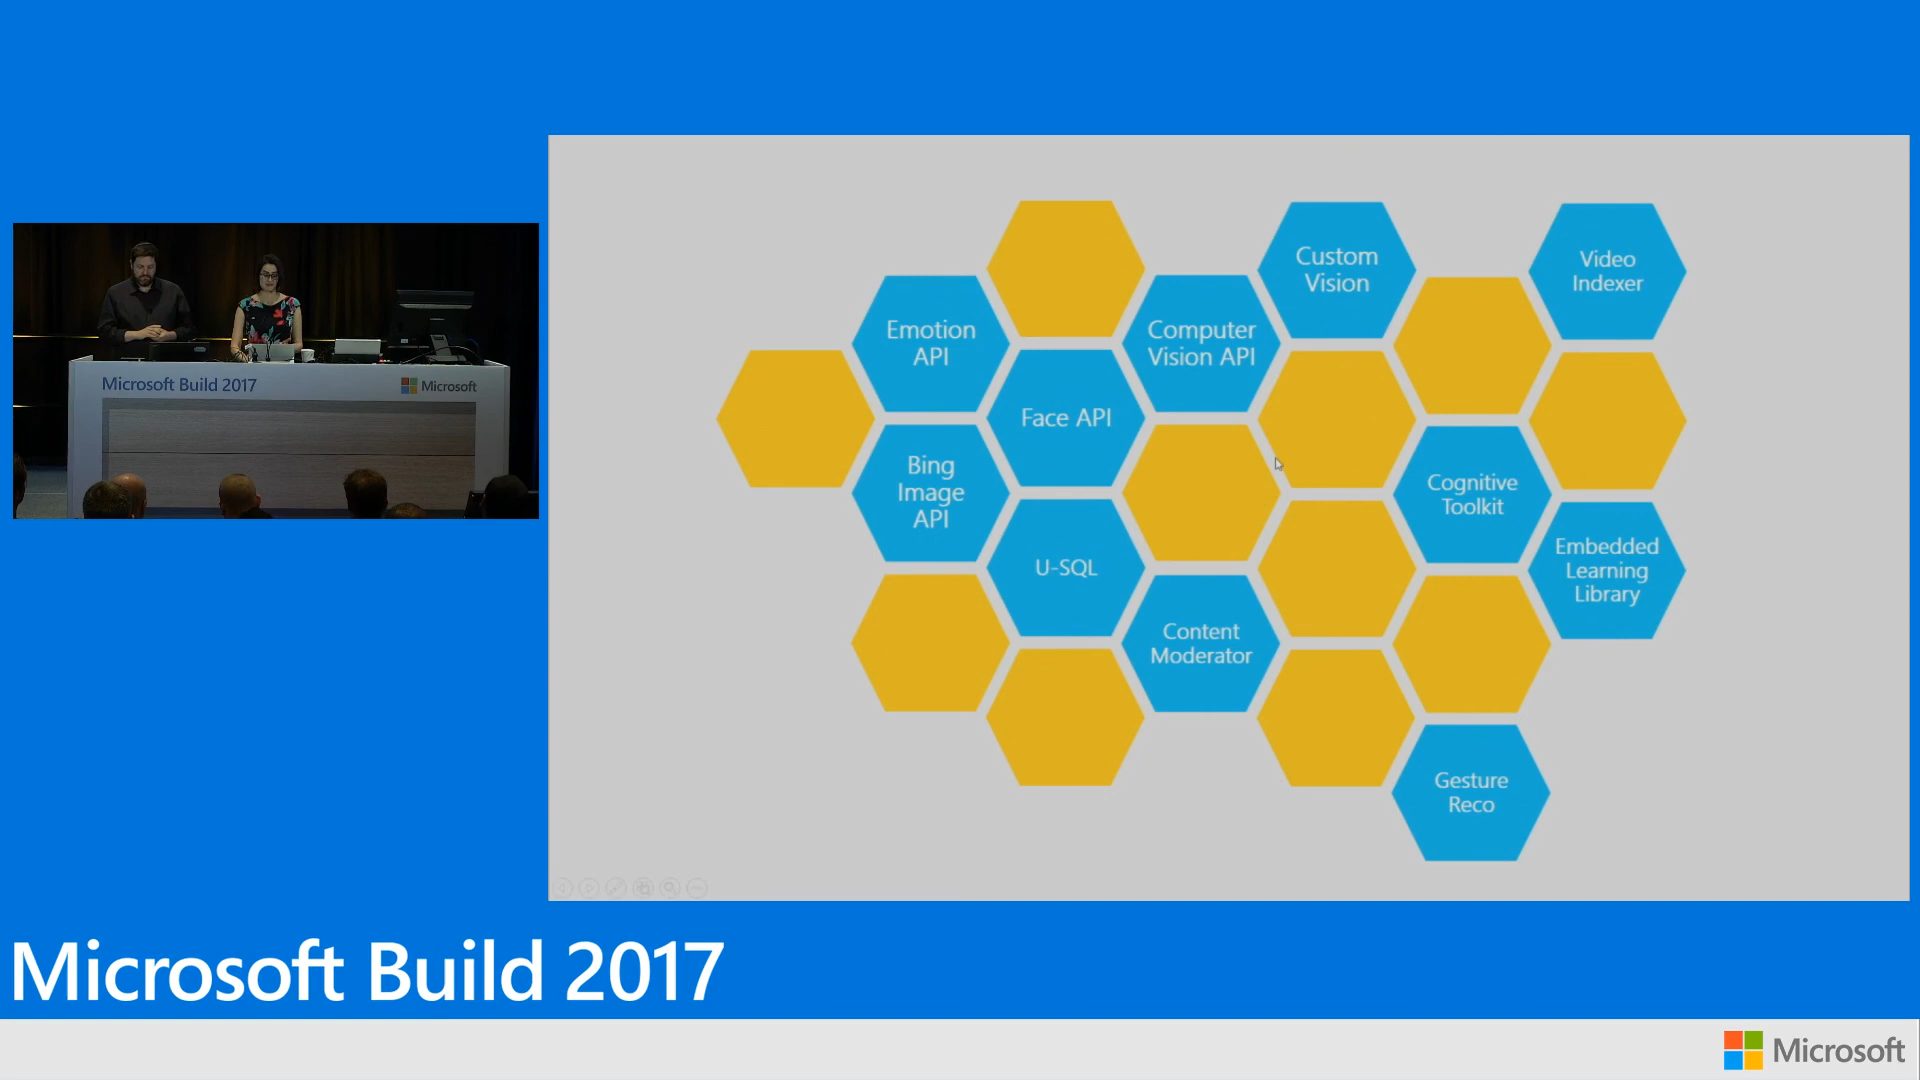 Custom
Vision
Video
Indexer
Emotion
API
Computer
Vision API
Face API
Bing
Image
API
Cognitive
Toolkit
U-SQL
Embedded
Learning
Library
Content
Moderator
Gesture
Reco
Microsoft Build 2017
Microsoft
Microsoft Build 2017
Microsoft